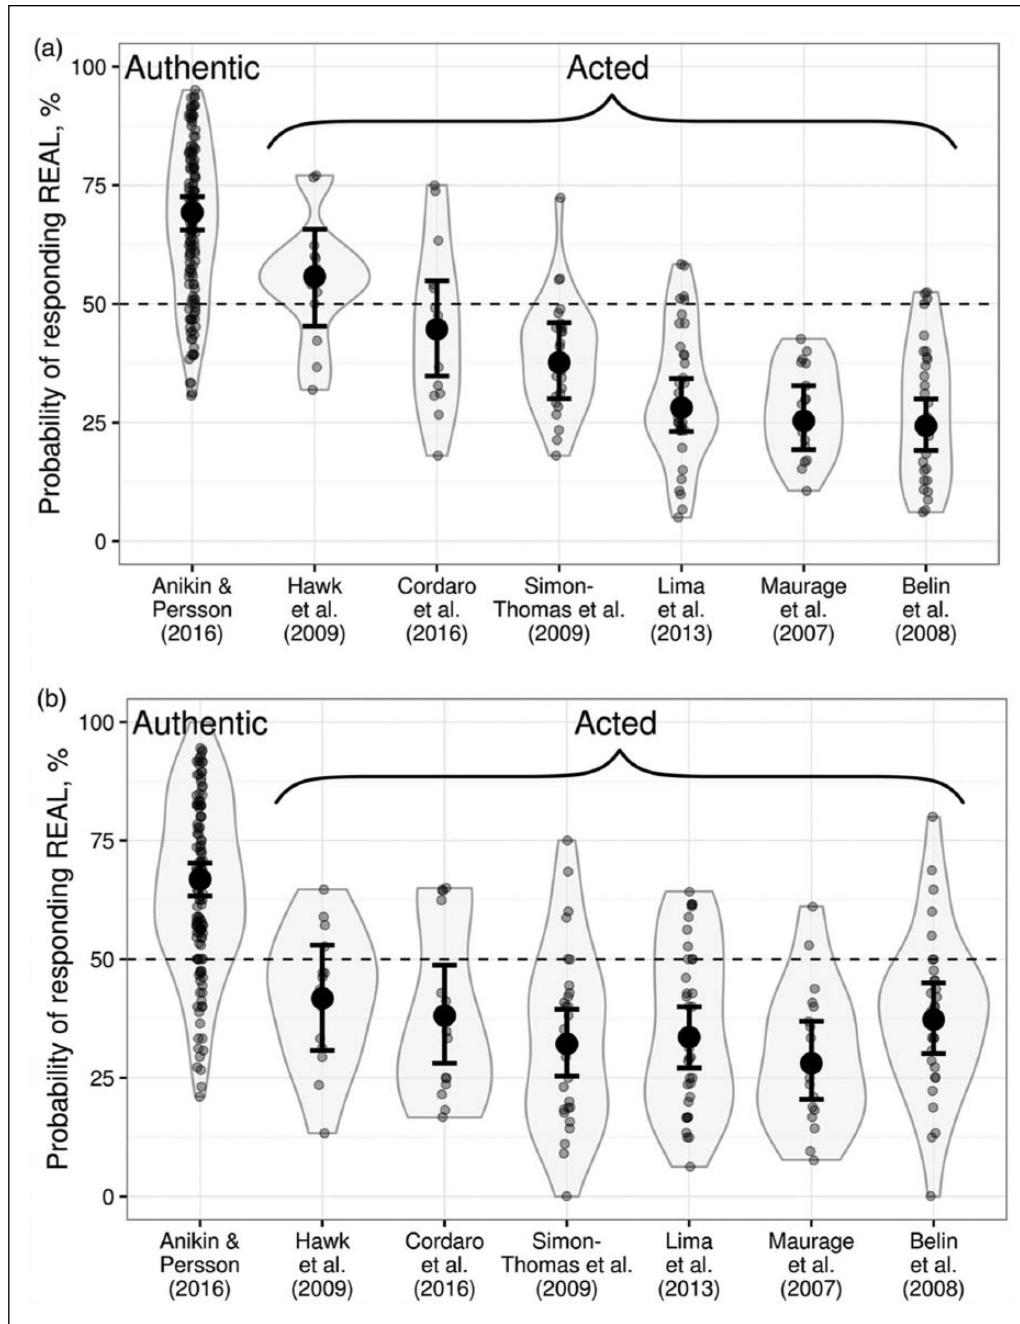 (a)
Authentic
Acted
Probability of responding REAL, %
100
75
50
25
0
Anikin &
Persson
(2016)
Hawk
et al.
(2009)
Cordaro
et al.
(2016)
Simon-
Thomas et al.
(2009)
Lima
et al.
(2013)
Maurage
et al.
(2007)
Belin
et al.
(2008)
(b)
Authentic
Acted
Probability of responding REAL, %
100
75
50
25
0
Anikin &
Persson
(2016)
Hawk
et al.
(2009)
Cordaro
et al.
(2016)
Simon-
Thomas et al.
(2009)
Lima
et al.
(2013)
Maurage
et al.
(2007)
Belin
et al.
(2008)